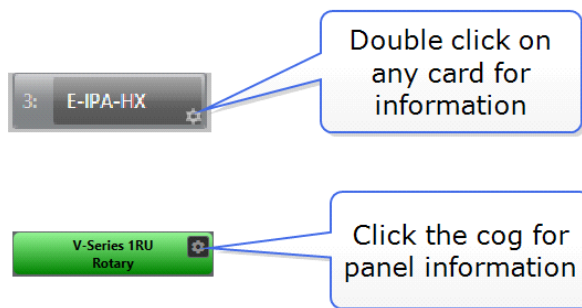 3: E-IPA-HX
Double click on
any card for
information
V-Series 1RU
Rotary
Click the cog for
panel information